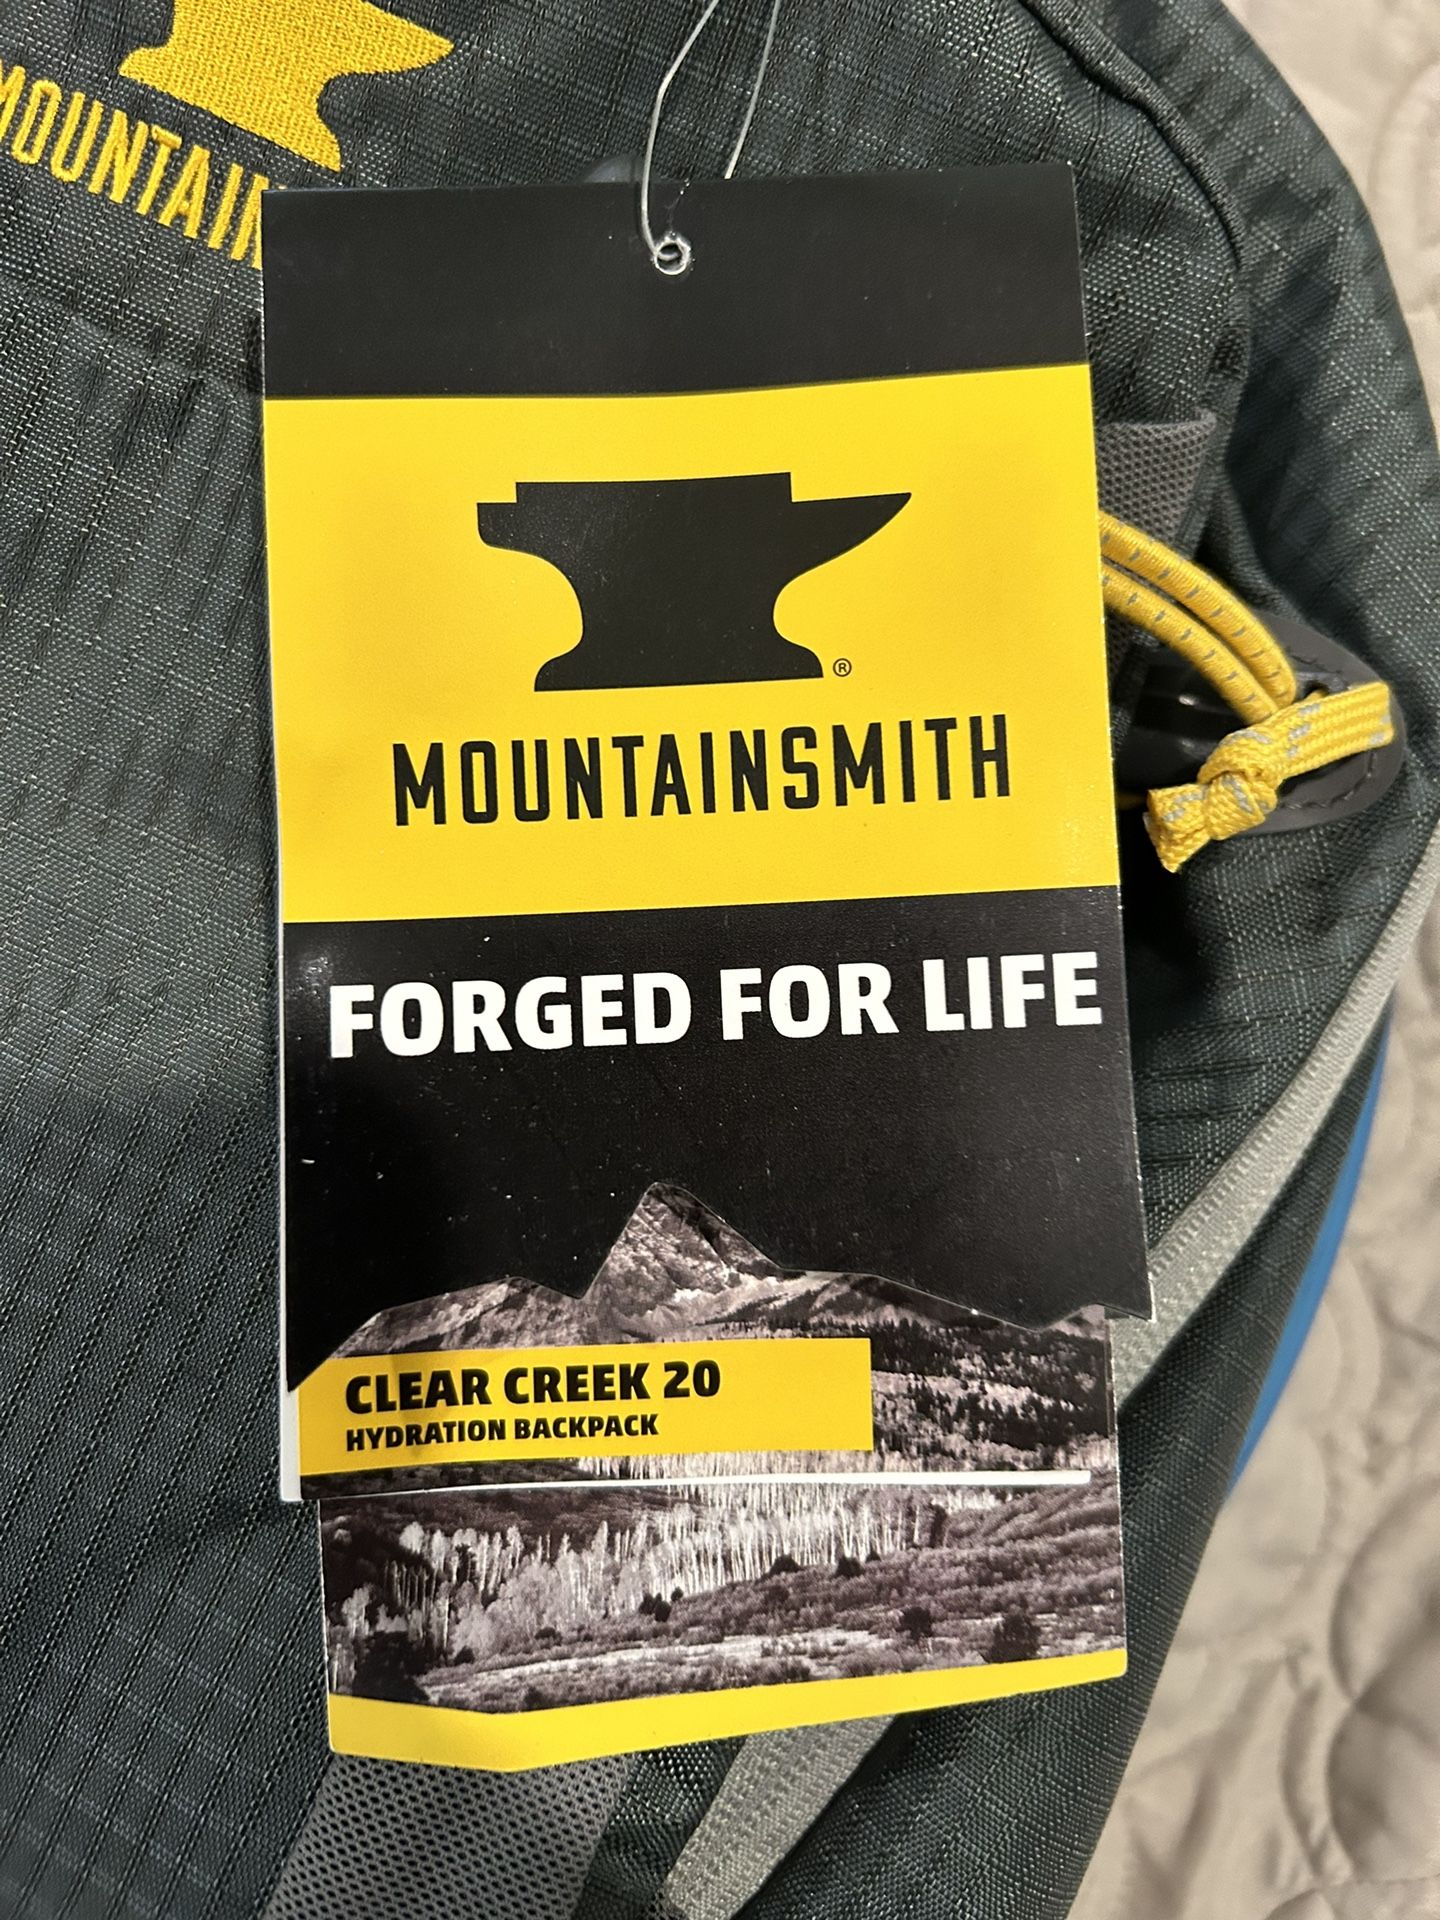 MOUNTAIN
®
MOUNTAINSMITH
FORGED FOR LIFE
CLEAR CREEK 20
HYDRATION BACKPACK